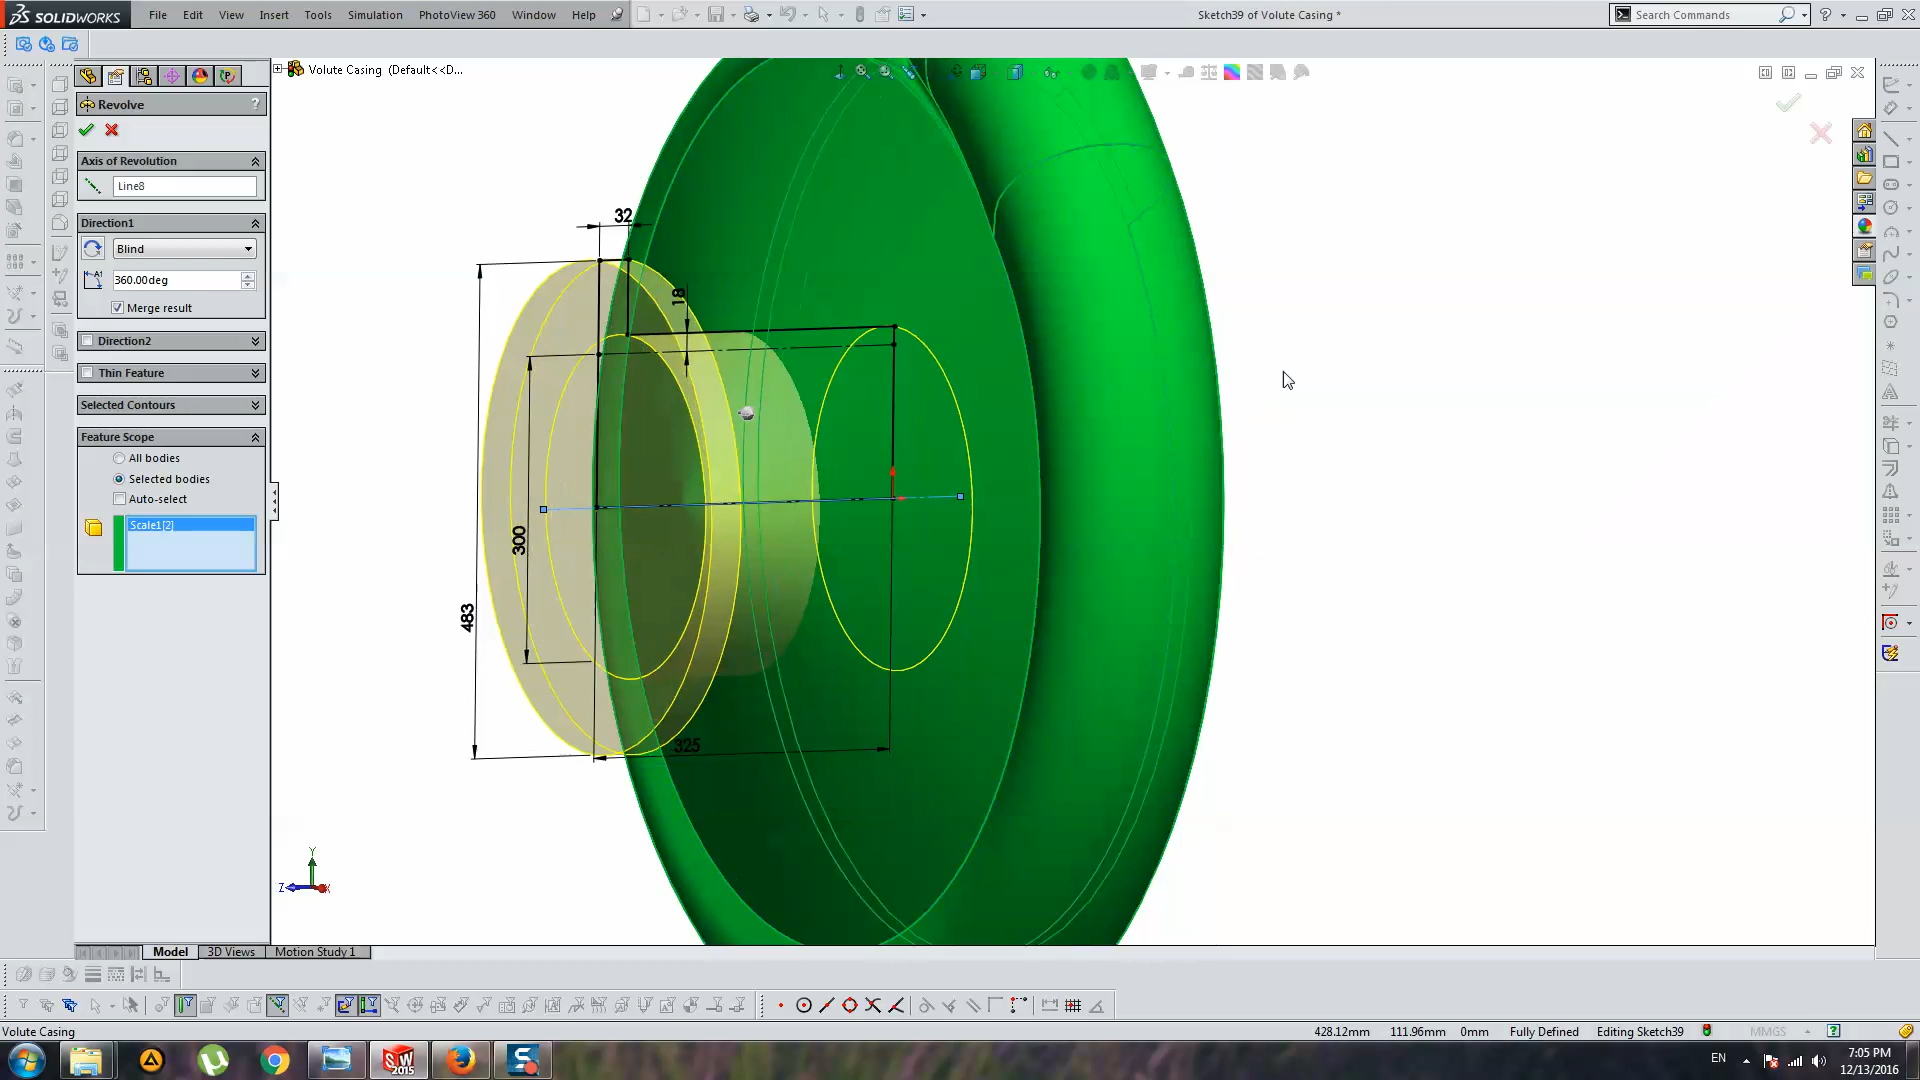 SOLIDWORKS File Edit View Insert Tools Simulation PhotoView 360 Window Help Sketch39 of Volute Casing * Search Commands
Volute Casing (Default<<D...
Revolve ?
Axis of Revolution
Line8
Direction1
Blind
360.00deg
Merge result
Direction2
Thin Feature
Selected Contours
Feature Scope
All bodies
Selected bodies
Auto-select
Scale1[2]
32
18
300
483
325
Y
Z
X
Model 3D Views Motion Study 1
Volute Casing 428.12mm 111.96mm 0mm Fully Defined Editing Sketch39 MMGS
SW
2015
EN
7:05 PM
12/13/2016